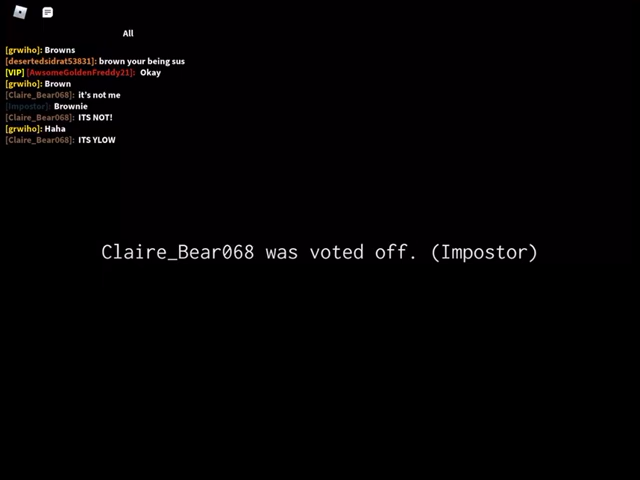 All
[grwiho]: Browns
[desertedsidrat53831]: brown your being sus
[VIP] [AwsomeGoldenFreddy21]: Okay
[grwiho]: Brown
[Claire_Bear068]: it's not me
[Impostor]: Brownie
[Claire_Bear068]: ITS NOT!
[grwiho]: Haha
[Claire_Bear068]: ITS YLOW
Claire_Bear068 was voted off. (Impostor)